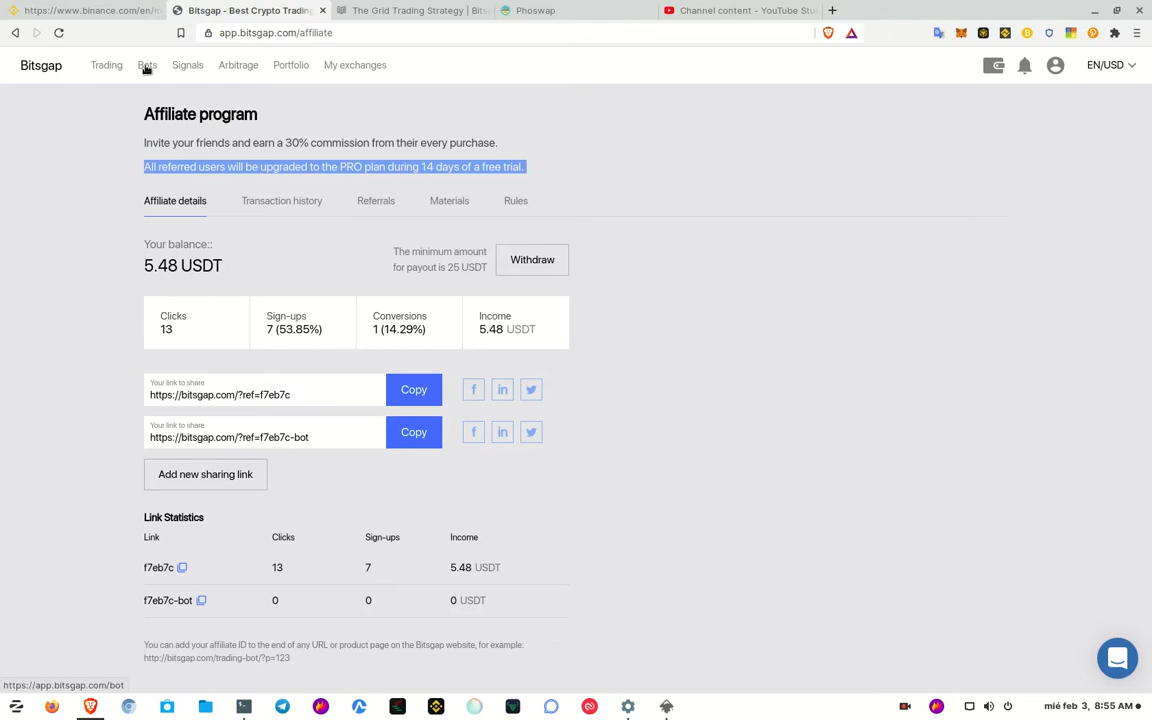 https://www.binance.com/en/m
Bitsgap - Best Crypto Trading
The Grid Trading Strategy | Bits
Phoswap
Channel content - YouTube Stu
app.bitsgap.com/affiliate
Bitsgap
Trading
Bots
Signals
Arbitrage
Portfolio
My exchanges
EN/USD
Affiliate program
Invite your friends and earn a 30% commission from their every purchase.
All referred users will be upgraded to the PRO plan during 14 days of a free trial.
Affiliate details
Transaction history
Referrals
Materials
Rules
Your balance::
5.48 USDT
The minimum amount
for payout is 25 USDT
Withdraw
Clicks
13
Sign-ups
7 (53.85%)
Conversions
1 (14.29%)
Income
5.48 USDT
Your link to share
https://bitsgap.com/?ref=f7eb7c
Copy
Your link to share
https://bitsgap.com/?ref=f7eb7c-bot
Copy
Add new sharing link
Link Statistics
Link Clicks Sign-ups Income
f7eb7c 13 7 5.48 USDT
f7eb7c-bot 0 0 0 USDT
You can add your affiliate ID to the end of any URL or product page on the Bitsgap website, for example:
http://bitsgap.com/trading-bot/?p=123
https://app.bitsgap.com/bot
mié feb 3, 8:55 AM